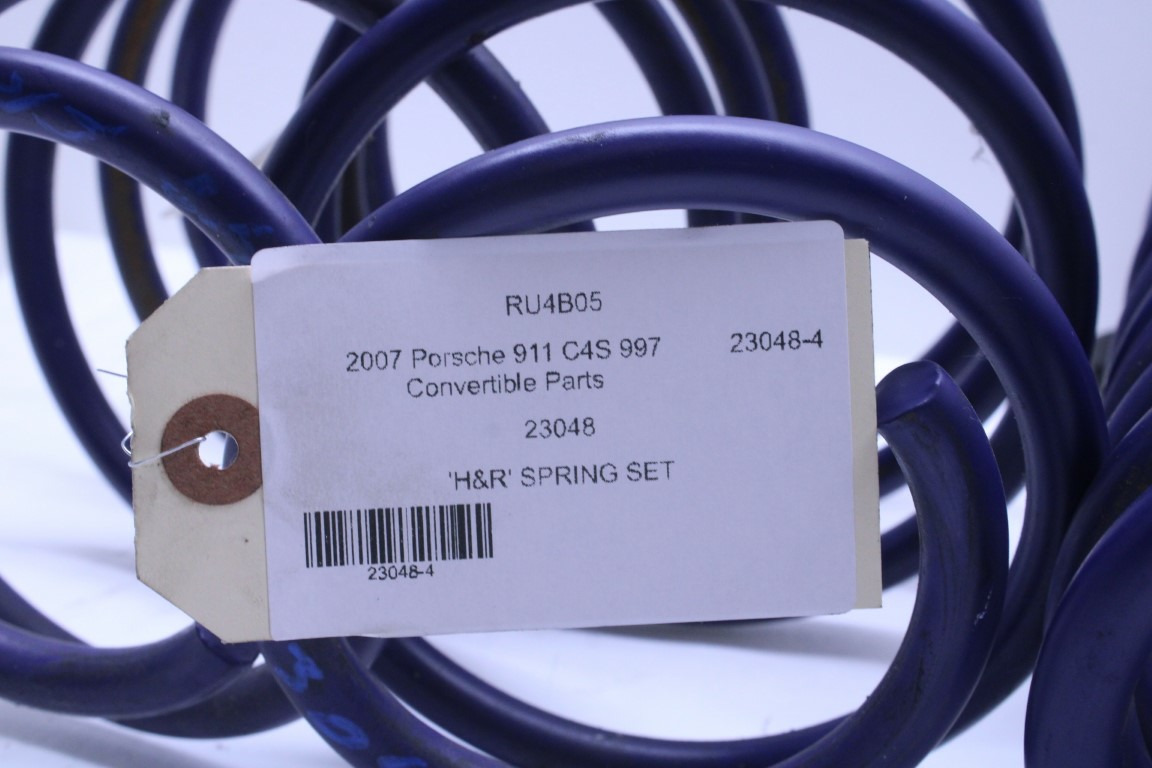 RU4B05
2007 Porsche 911 C4S 997 23048-4
Convertible Parts
23048
'H&R' SPRING SET
23048-4